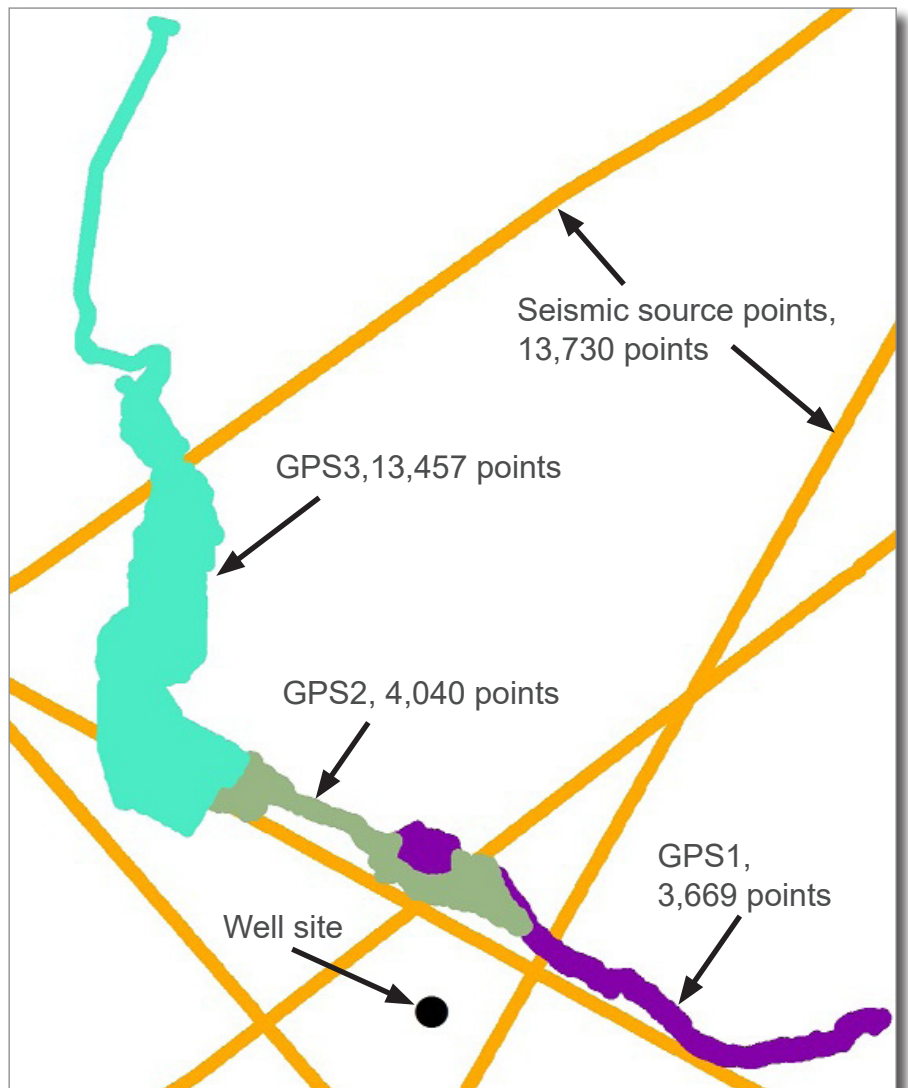 Seismic source points,
13,730 points
GPS3,13,457 points
GPS2, 4,040 points
GPS1,
3,669 points
Well site